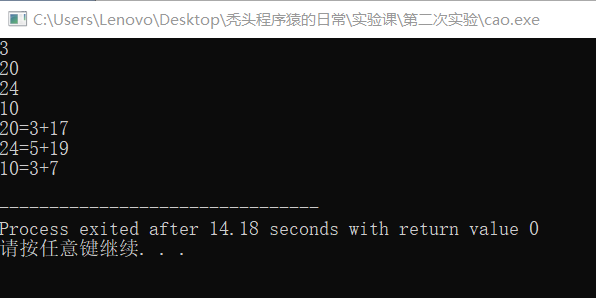 C:\Users\Lenovo\Desktop\秃头程序猿的日常\实验课\第二次实验\cao.exe
3
20
24
10
20=3+17
24=5+19
10=3+7
--------------------------------
Process exited after 14.18 seconds with return value 0
请按任意键继续. . .